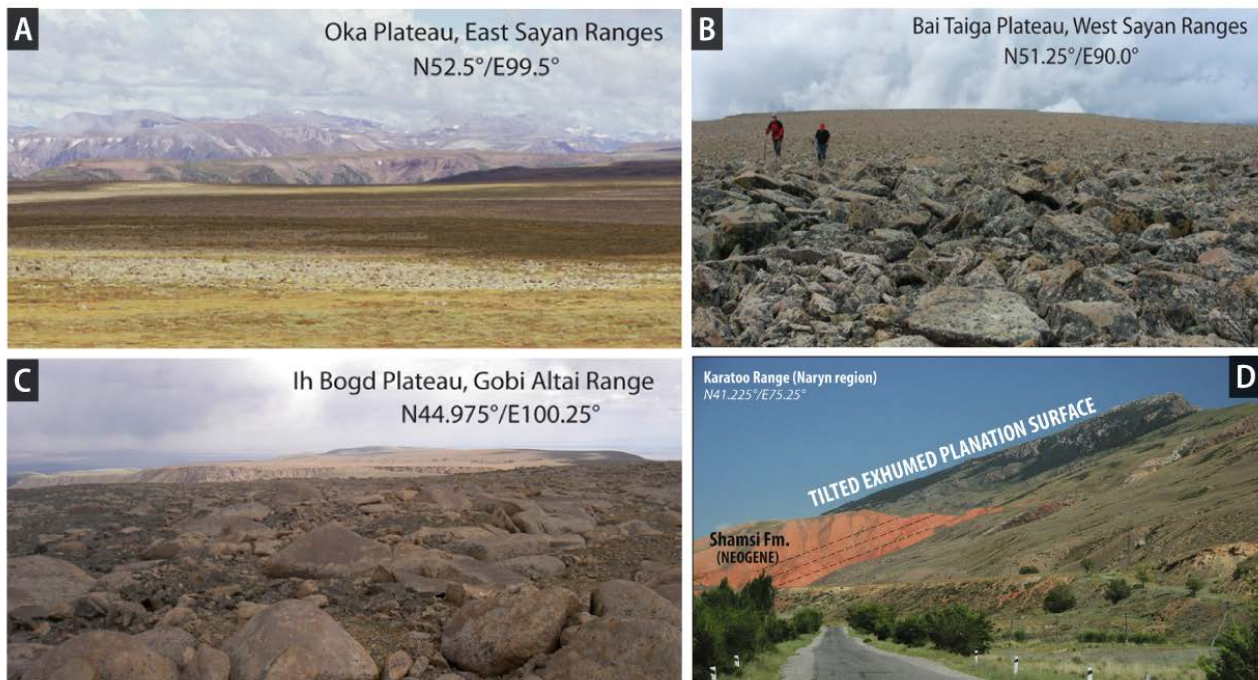 A
Oka Plateau, East Sayan Ranges
N52.5°/E99.5°
B
Bai Taiga Plateau, West Sayan Ranges
N51.25°/E90.0°
C
Ih Bogd Plateau, Gobi Altai Range
N44.975°/E100.25°
D
Karatoo Range (Naryn region)
N41.225°/E75.25°
TILTED EXHUMED PLANATION SURFACE
Shamsi Fm.
(NEOGENE)